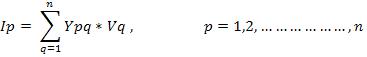 Ip = ∑_{q=1}^{n} Ypq * Vq , p = 1,2, … … … … … … , n